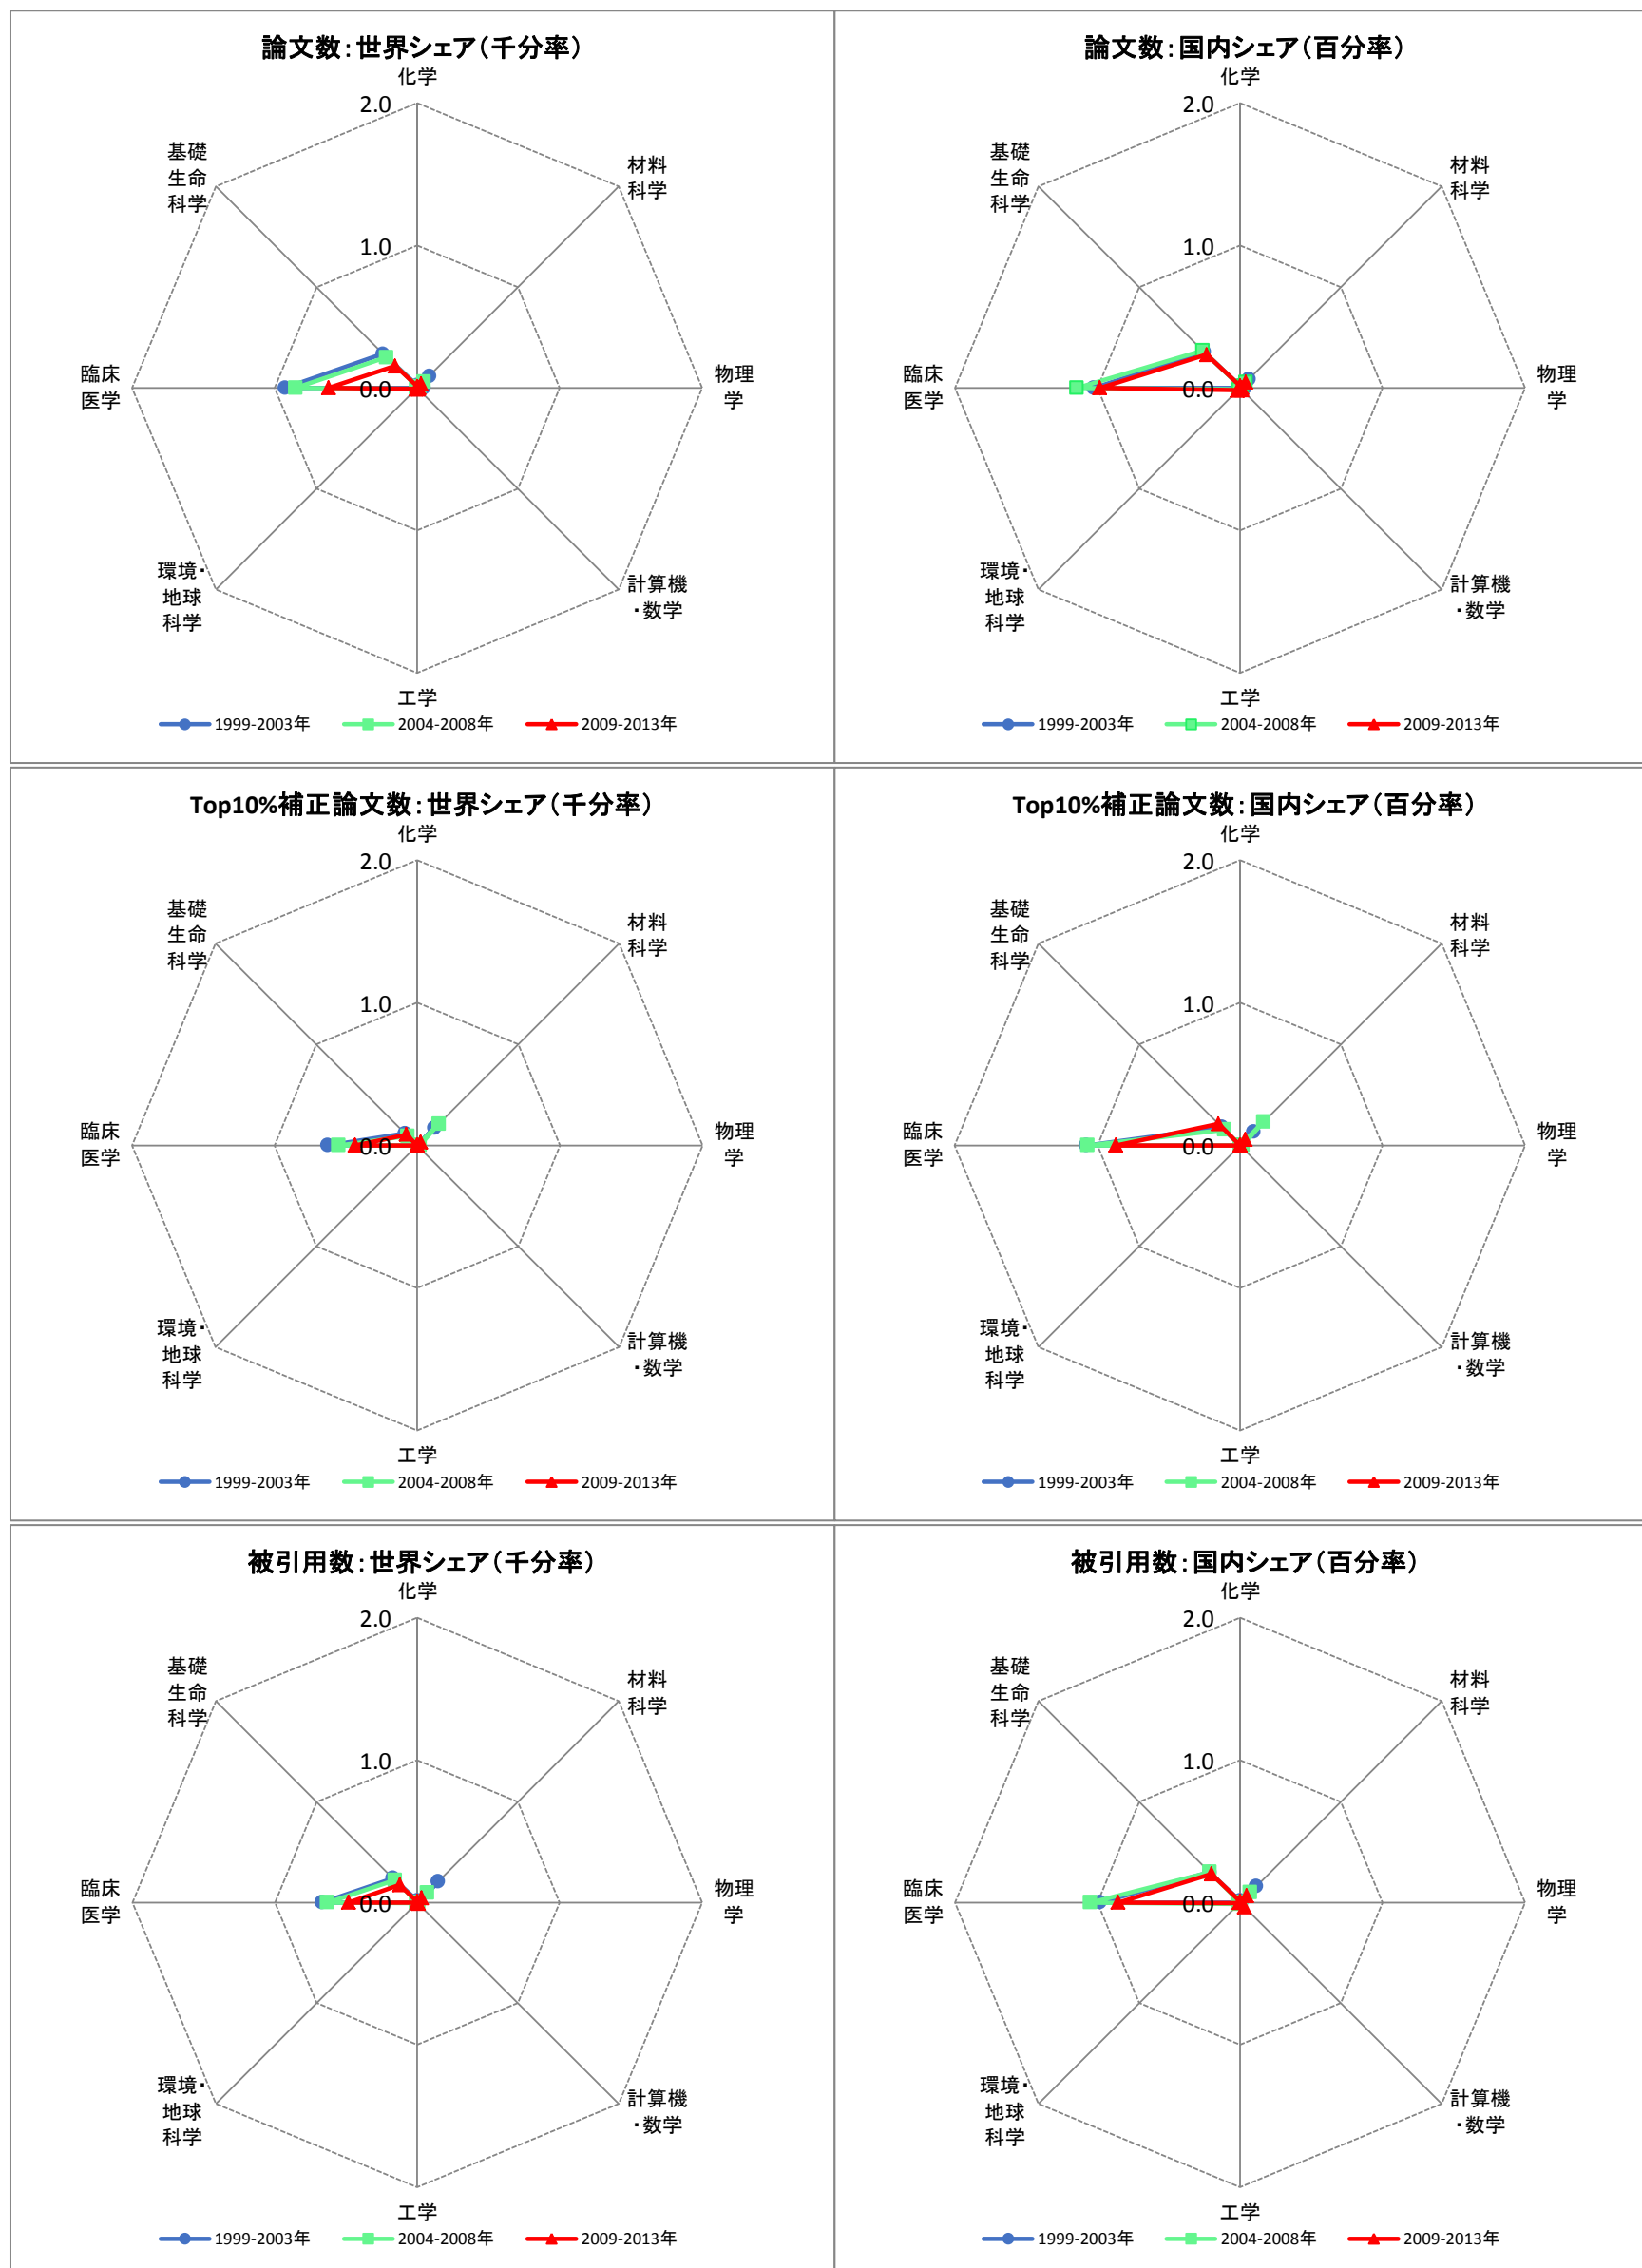 論文数：世界シェア（千分率）
化学
2.0
基礎
生命
科学
材料
科学
1.0
臨床
医学
0.0
物理
学
環境・
地球
科学
計算機
・数学
工学
1999-2003年 2004-2008年 2009-2013年
論文数：国内シェア（百分率）
化学
2.0
基礎
生命
科学
材料
科学
1.0
臨床
医学
0.0
物理
学
環境・
地球
科学
計算機
・数学
工学
1999-2003年 2004-2008年 2009-2013年
Top10%補正論文数：世界シェア（千分率）
化学
2.0
基礎
生命
科学
材料
科学
1.0
臨床
医学
0.0
物理
学
環境・
地球
科学
計算機
・数学
工学
1999-2003年 2004-2008年 2009-2013年
Top10%補正論文数：国内シェア（百分率）
化学
2.0
基礎
生命
科学
材料
科学
1.0
臨床
医学
0.0
物理
学
環境・
地球
科学
計算機
・数学
工学
1999-2003年 2004-2008年 2009-2013年
被引用数：世界シェア（千分率）
化学
2.0
基礎
生命
科学
材料
科学
1.0
臨床
医学
0.0
物理
学
環境・
地球
科学
計算機
・数学
工学
1999-2003年 2004-2008年 2009-2013年
被引用数：国内シェア（百分率）
化学
2.0
基礎
生命
科学
材料
科学
1.0
臨床
医学
0.0
物理
学
環境・
地球
科学
計算機
・数学
工学
1999-2003年 2004-2008年 2009-2013年